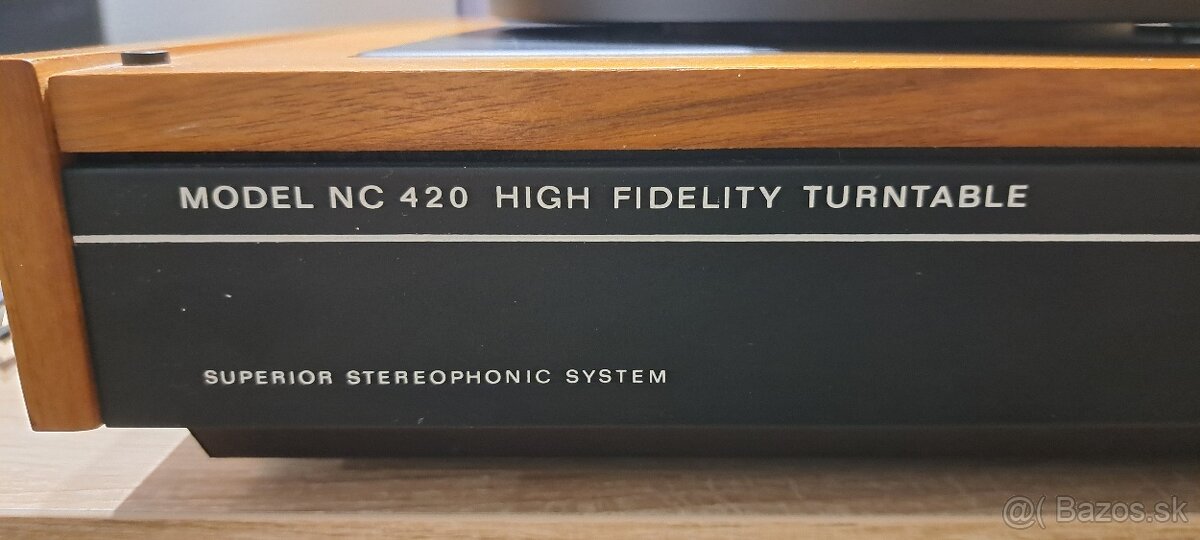 MODEL NC 420 HIGH FIDELITY TURNTABLE
SUPERIOR STEREOPHONIC SYSTEM
@( Bazos.sk